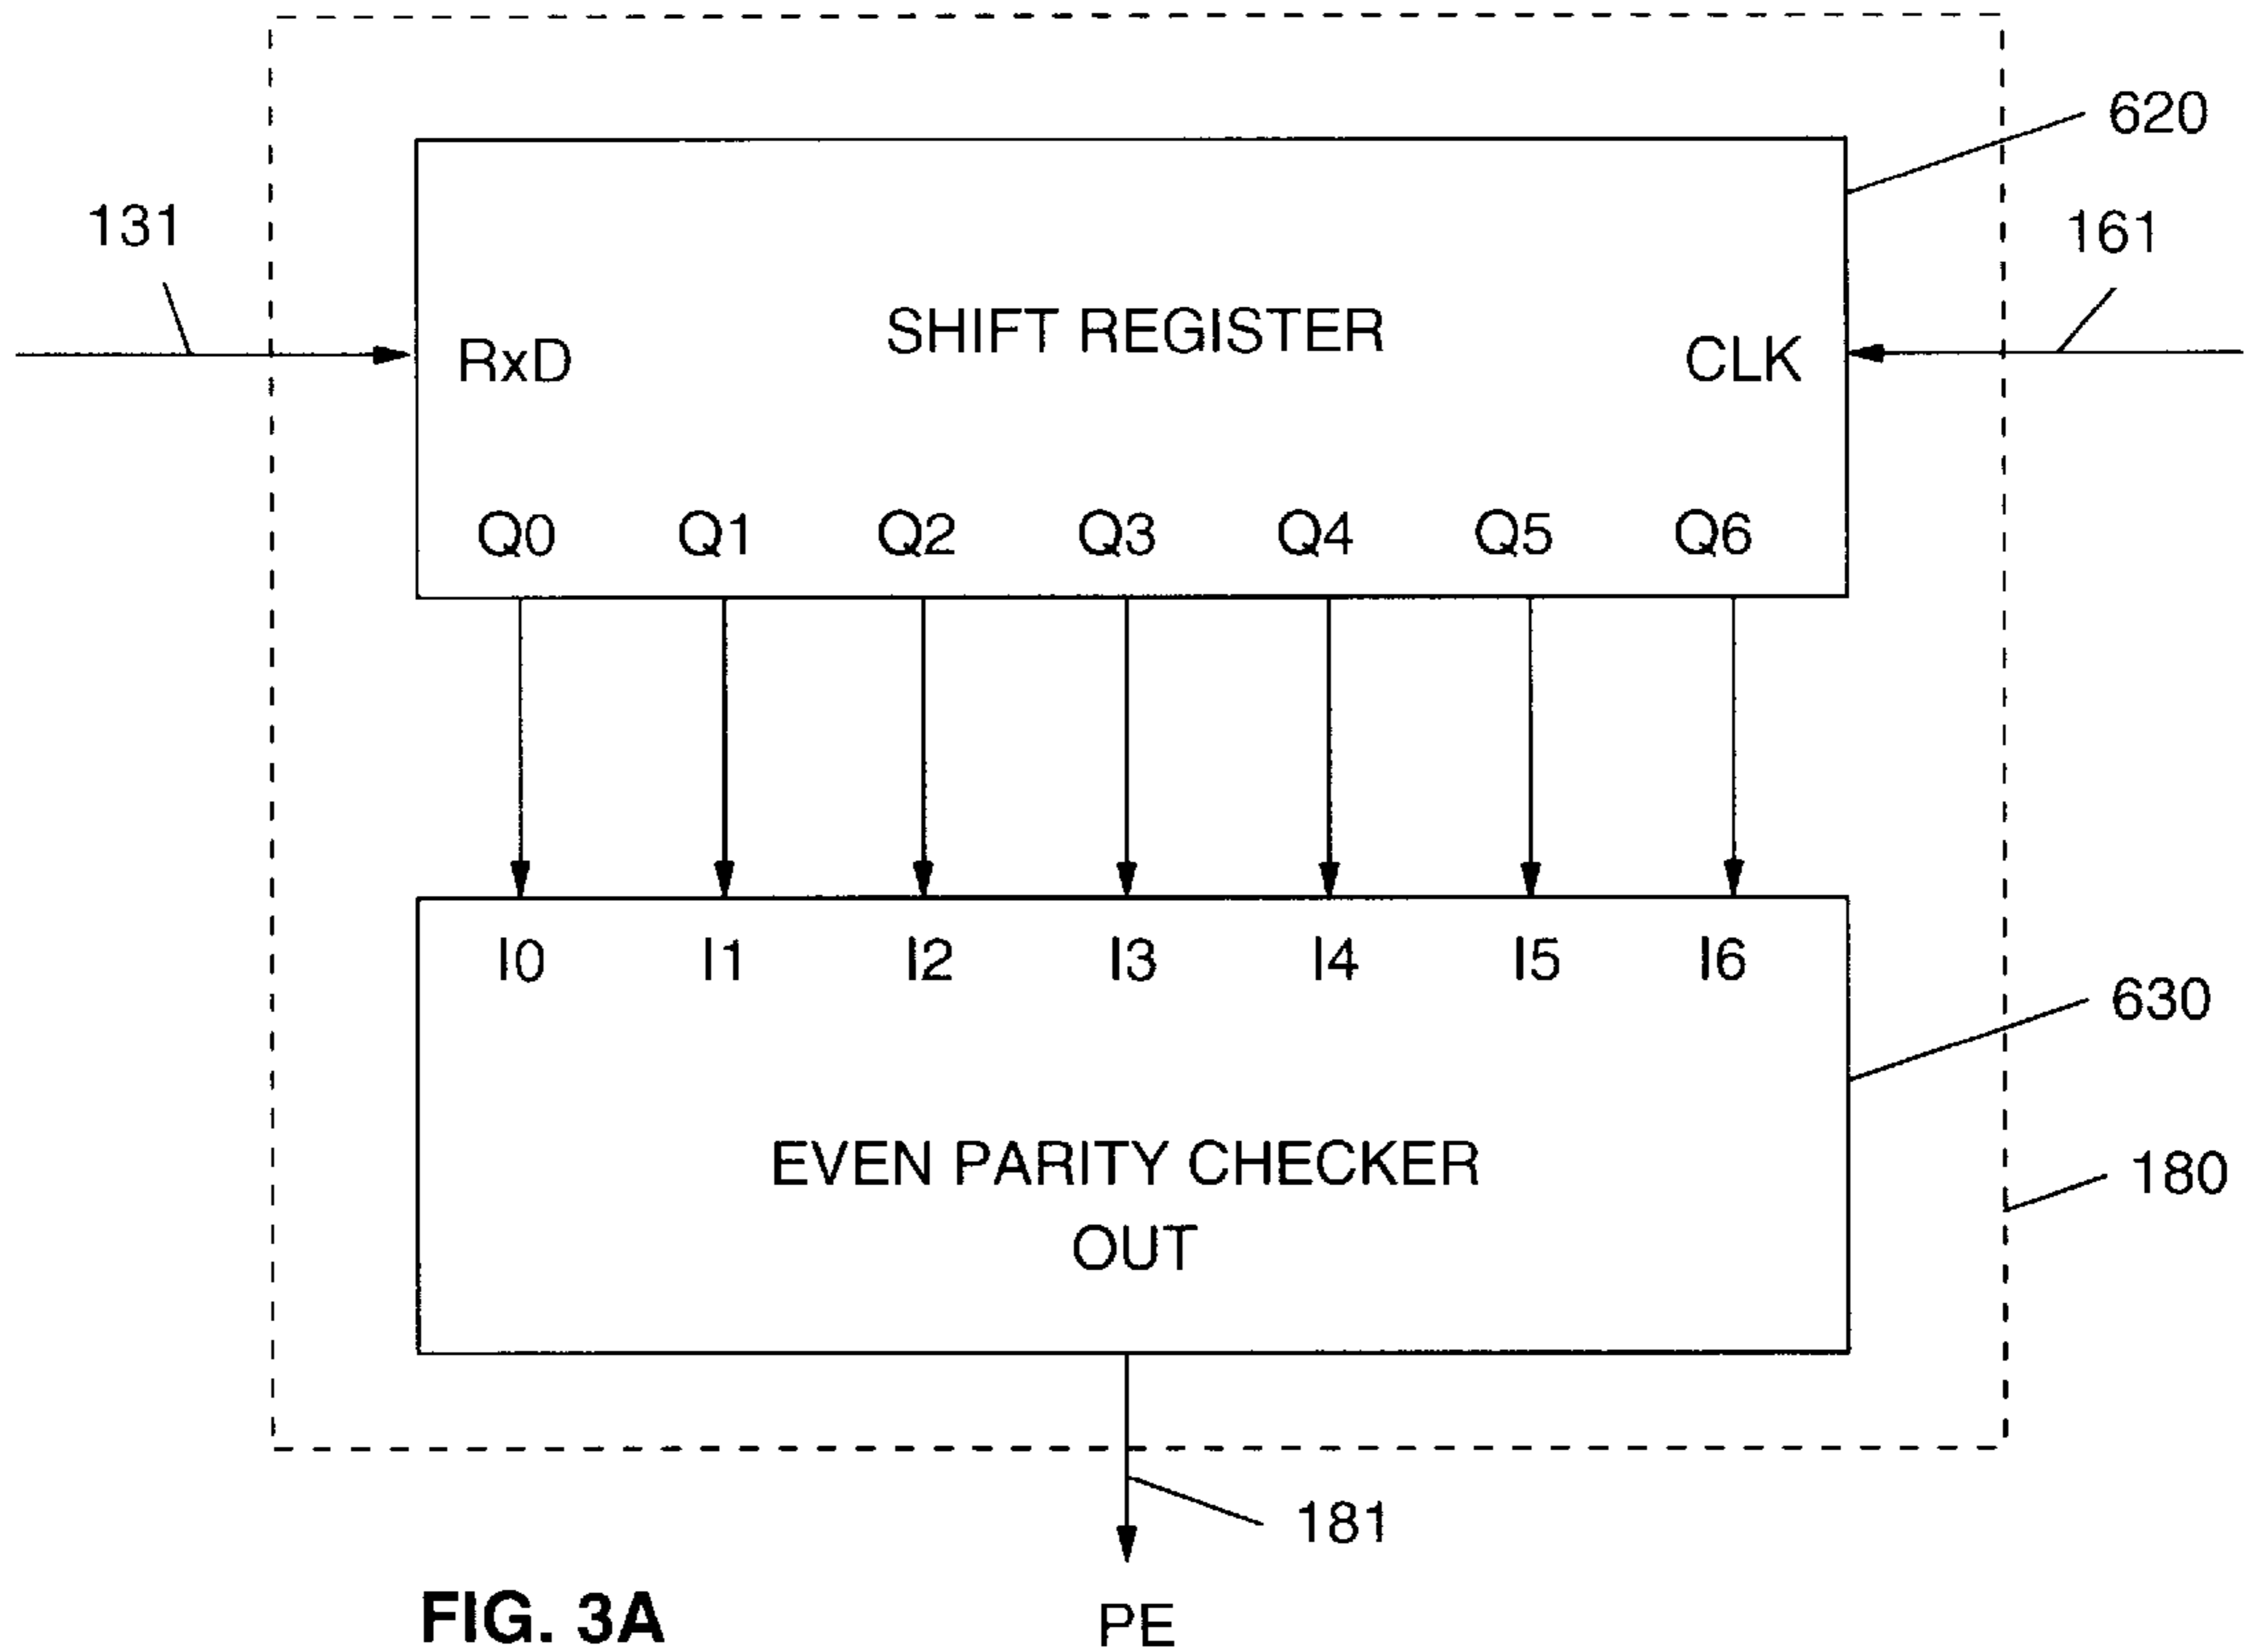 620
131
161
SHIFT REGISTER
RxD
CLK
Q0 Q1 Q2 Q3 Q4 Q5 Q6
I0 I1 I2 I3 I4 I5 I6
630
EVEN PARITY CHECKER
180
OUT
181
FIG. 3A
PE